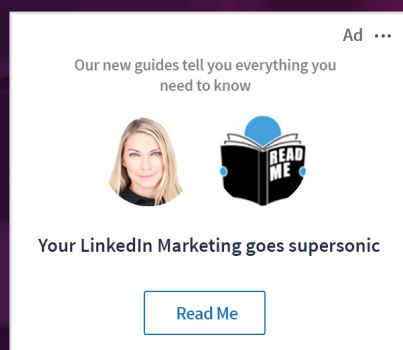 Ad ...
Our new guides tell you everything you
need to know
READ
ME
Your LinkedIn Marketing goes supersonic
Read Me